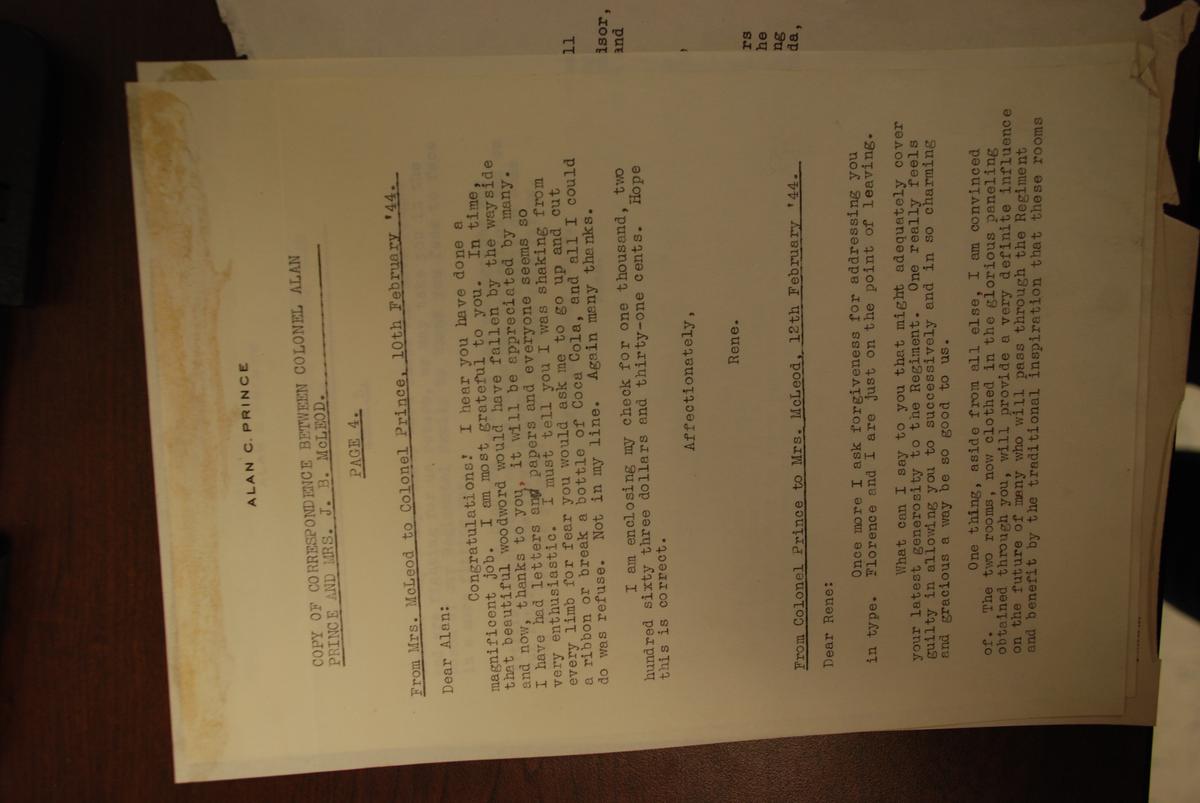 ALAN C. PRINCE
COPY OF CORRESPONDENCE BETWEEN COLONEL ALAN
PRINCE AND MRS. J. B. McLEOD.
PAGE 4.
From Mrs. McLeod to Colonel Prince, 10th February '44.
Dear Alan:
Congratulations! I hear you have done a
magnificent job. I am most grateful to you. In time,
that beautiful woodword would have fallen by the wayside
and now, thanks to you, it will be appreciated by many.
I have had letters and papers and everyone seems so
very enthusiastic. I must tell you I was shaking from
every limb for fear you would ask me to go up and cut
a ribbon or break a bottle of Coca Cola, and all I could
do was refuse. Not in my line. Again many thanks.
I am enclosing my check for one thousand, two
hundred sixty three dollars and thirty-one cents. Hope
this is correct.
Affectionately,
Rene.
From Colonel Prince to Mrs. McLeod, 12th February '44.
Dear Rene:
Once more I ask forgiveness for addressing you
in type. Florence and I are just on the point of leaving.
What can I say to you that might adequately cover
your latest generosity to the Regiment. One really feels
guilty in allowing you to successively and in so charming
and gracious a way be so good to us.
One thing, aside from all else, I am convinced
of. The two rooms, now clothed in the glorious paneling
obtained through you, will provide a very definite influence
on the future of many who will pass through the Regiment
and benefit by the traditional inspiration that these rooms
ll
isor,
and
,
rs
he
ng
da,